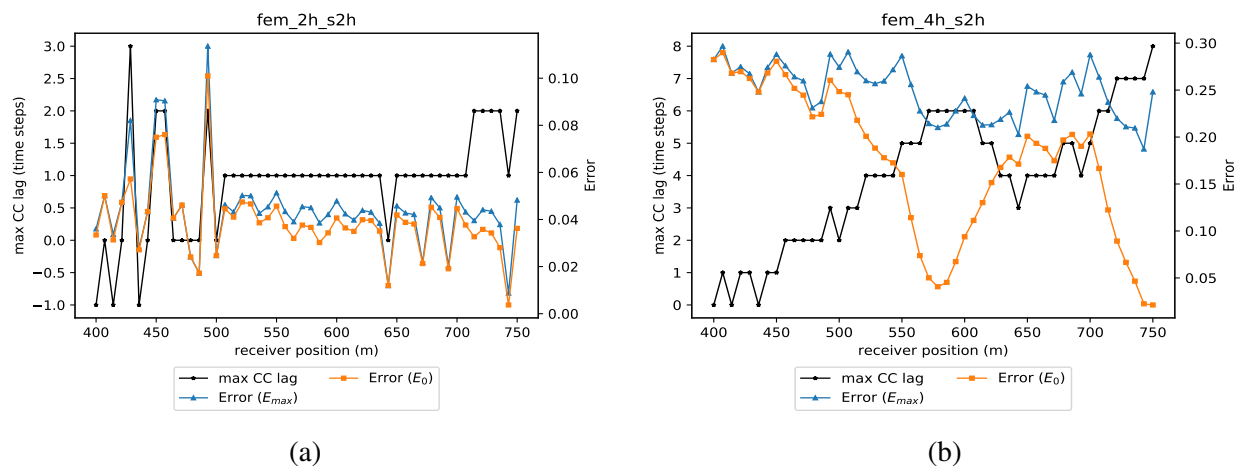 fem_2h_s2h
max CC lag (time steps)
3.0
2.5
2.0
1.5
1.0
0.5
0.0
−0.5
−1.0
0.10
0.08
0.06
0.04
0.02
0.00
Error
400 450 500 550 600 650 700 750
receiver position (m)
max CC lag
Error (E0)
Error (Emax)
(a)
fem_4h_s2h
max CC lag (time steps)
8
7
6
5
4
3
2
1
0
0.30
0.25
0.20
0.15
0.10
0.05
Error
400 450 500 550 600 650 700 750
receiver position (m)
max CC lag
Error (E0)
Error (Emax)
(b)